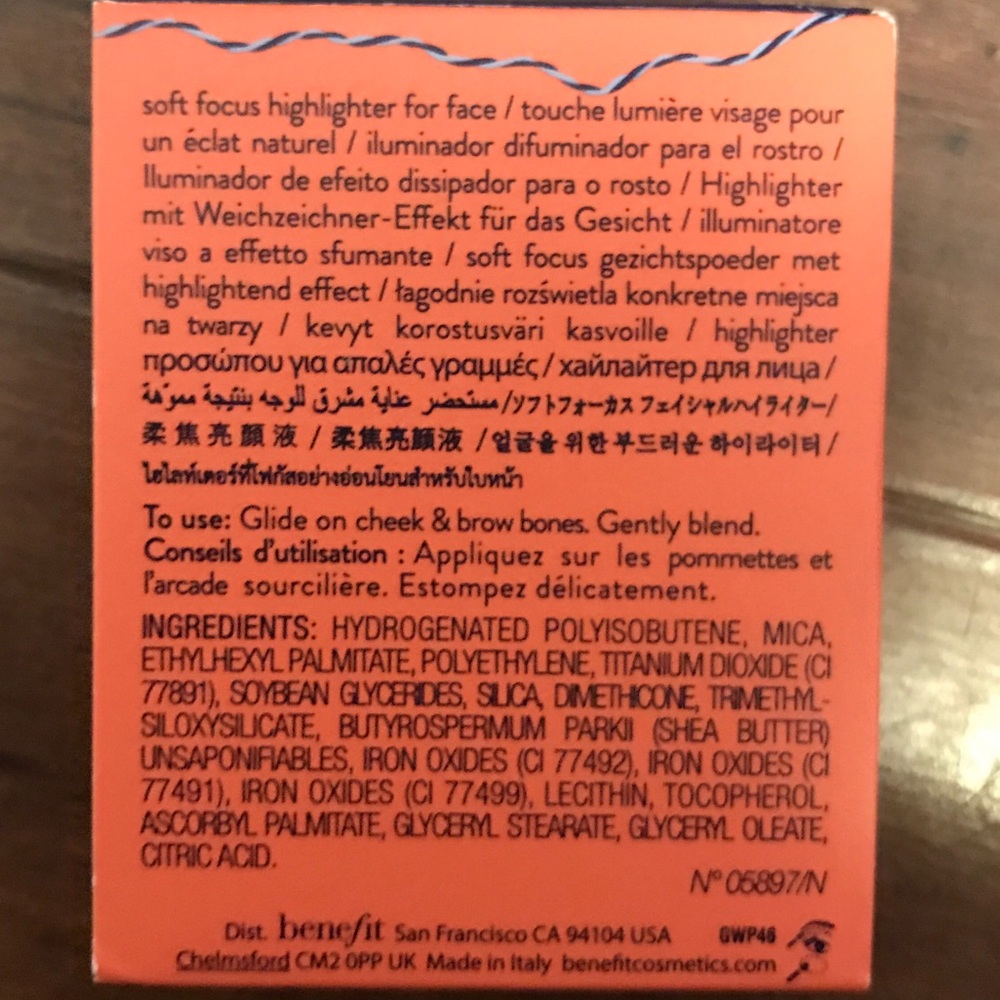 soft focus highlighter for face / touche lumière visage pour
un éclat naturel / iluminador difuminador para el rostro /
Iluminador de efeito dissipador para o rosto / Highlighter
mit Weichzeichner-Effekt für das Gesicht / illuminatore
viso a effetto sfumante / soft focus gezichtspoeder met
highlightend effect / łagodnie rozświetla konkretne miejsca
na twarzy / kevyt korostusväri kasvoille / highlighter
προσώπου για απαλές γραμμές / хайлайтер для лица /
مستحضر عناية مشرق للوجه بنتيجة مموّهة /ソフトフォーカス フェイシャルハイライター/
柔焦亮顏液 / 柔焦亮颜液 /얼굴을 위한 부드러운 하이라이터 /
ไฮไลท์เตอร์ที่โฟกัสอย่างอ่อนโยนสำหรับใบหน้า
To use: Glide on cheek & brow bones. Gently blend.
Conseils d'utilisation : Appliquez sur les pommettes et
l'arcade sourcilière. Estompez délicatement.
INGREDIENTS: HYDROGENATED POLYISOBUTENE, MICA,
ETHYLHEXYL PALMITATE, POLYETHYLENE, TITANIUM DIOXIDE (CI
77891), SOYBEAN GLYCERIDES, SILICA, DIMETHICONE, TRIMETHYL-
SILOXYSILICATE, BUTYROSPERMUM PARKII (SHEA BUTTER)
UNSAPONIFIABLES, IRON OXIDES (CI 77492), IRON OXIDES (CI
77491), IRON OXIDES (CI 77499), LECITHIN, TOCOPHEROL,
ASCORBYL PALMITATE, GLYCERYL STEARATE, GLYCERYL OLEATE,
CITRIC ACID.
N° 05897/N
Dist. benefit San Francisco CA 94104 USA GWP46
Chelmsford CM2 0PP UK Made in Italy benefitcosmetics.com